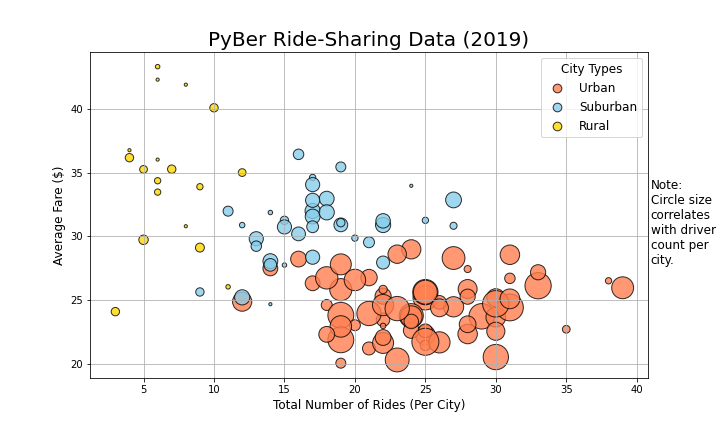 PyBer Ride-Sharing Data (2019)
City Types
Urban
Suburban
Rural
Average Fare ($)
40
35
30
25
20
5
10
15
20
25
30
35
40
Total Number of Rides (Per City)
Note:
Circle size
correlates
with driver
count per
city.